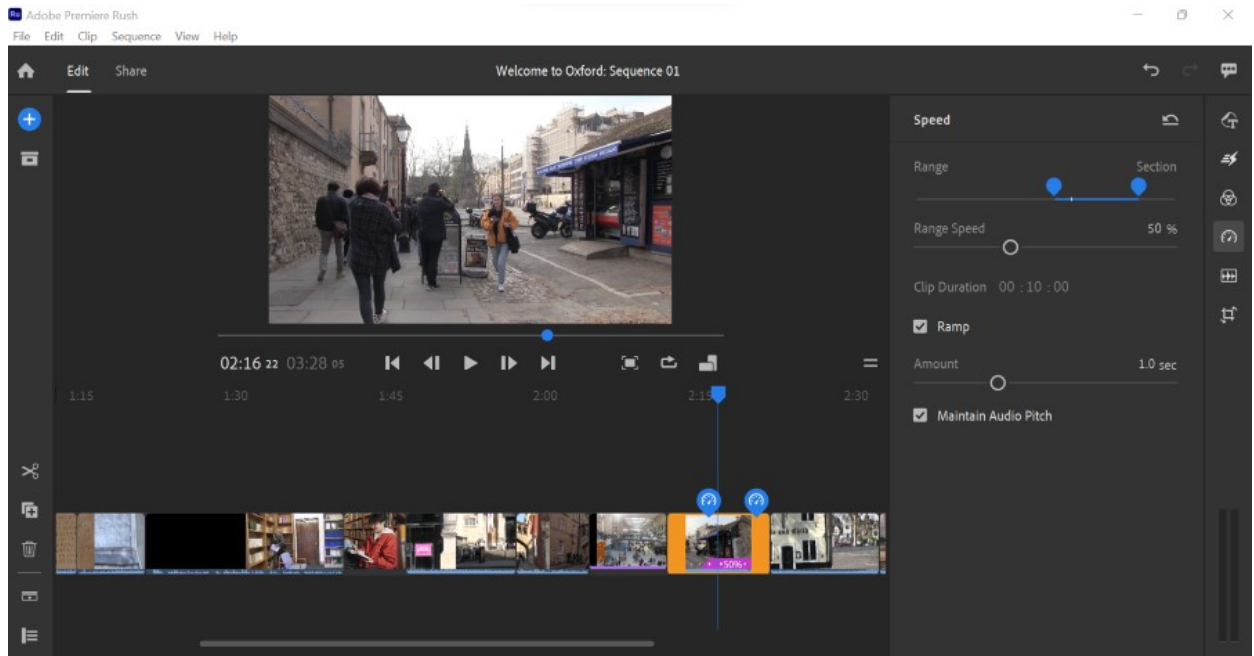 Ru Adobe Premiere Rush
File Edit Clip Sequence View Help
Edit Share Welcome to Oxford: Sequence 01
Speed
Range Section
Range Speed 50 %
Clip Duration 00 : 10 : 00
Ramp
Amount 1.0 sec
Maintain Audio Pitch
02:16 22 03:28 05
1:15 1:30 1:45 2:00 2:15 2:30
50%